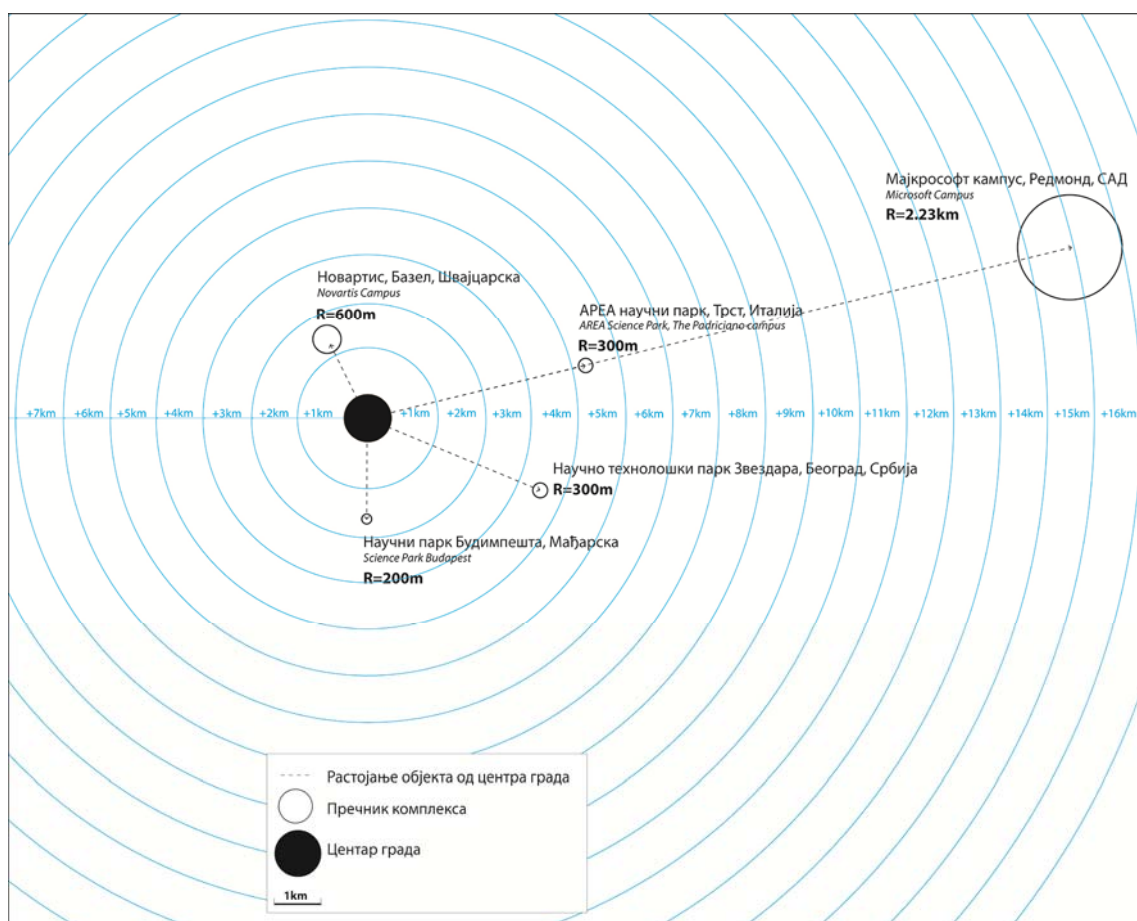 Мајкрософт кампус, Редмонд, САД
Microsoft Campus
R=2.23km
Новартис, Базел, Швајцарска
Novartis Campus
R=600m
АРЕА научни парк, Трст, Италија
AREA Science Park, The Padriciano campus
R=300m
+7km +6km +5km +4km +3km +2km +1km +1km +2km +3km +4km +5km +6km +7km +8km +9km +10km +11km +12km +13km +14km +15km +16km
Научно технолошки парк Звездара, Београд, Србија
R=300m
Научни парк Будимпешта, Мађарска
Science Park Budapest
R=200m
Растојање објекта од центра града
Пречник комплекса
Центар града
1km